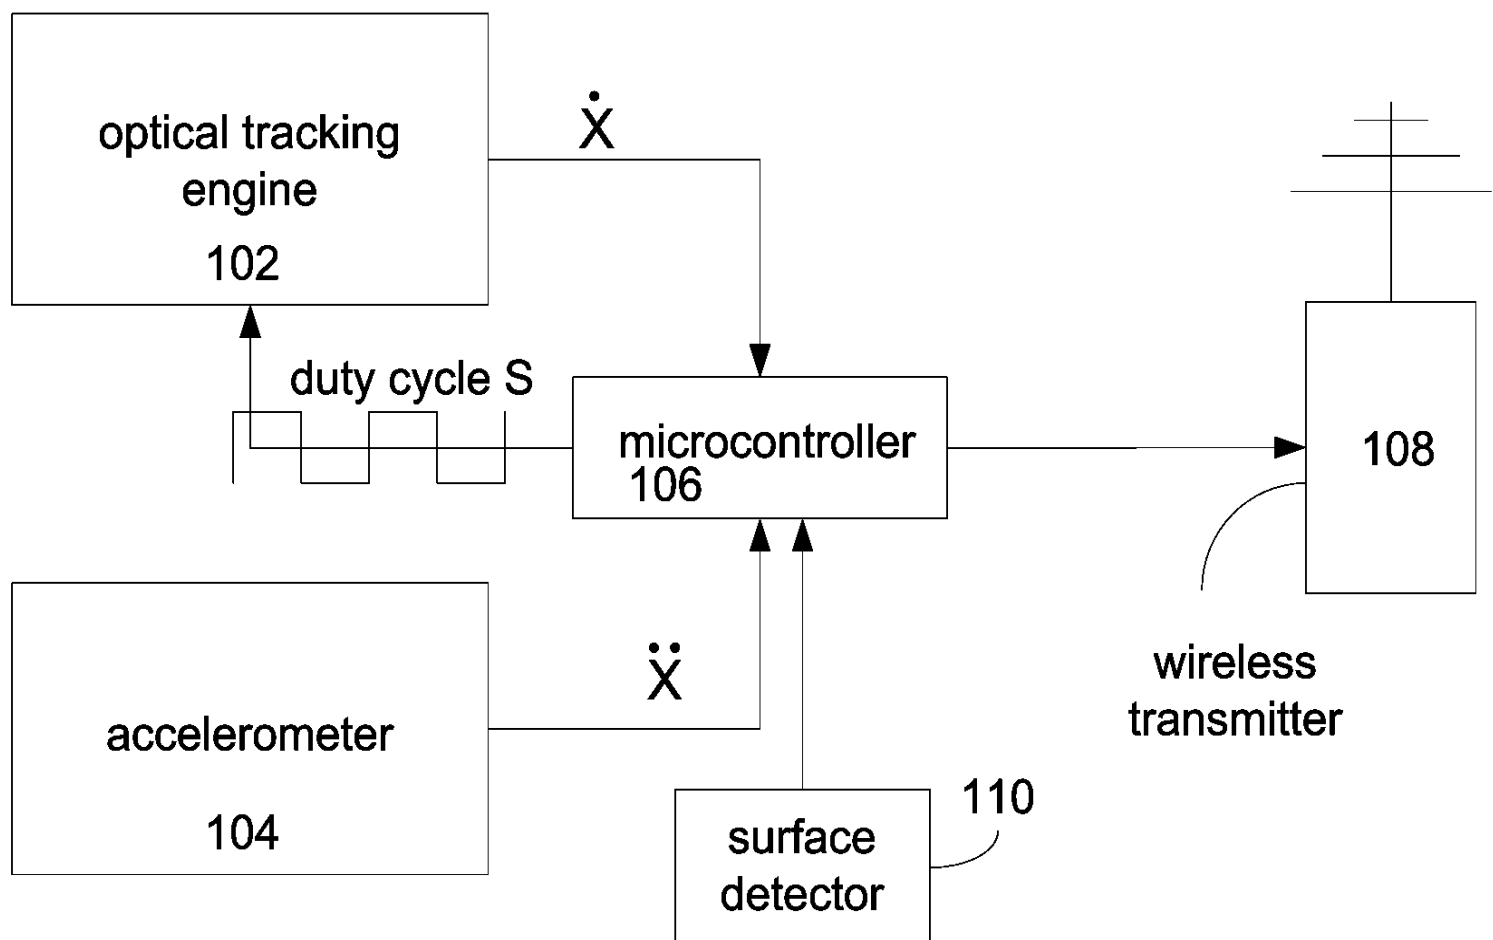 optical tracking
engine
102
Ẋ
duty cycle S
microcontroller
106
108
Ẍ
accelerometer
104
wireless
transmitter
110
surface
detector